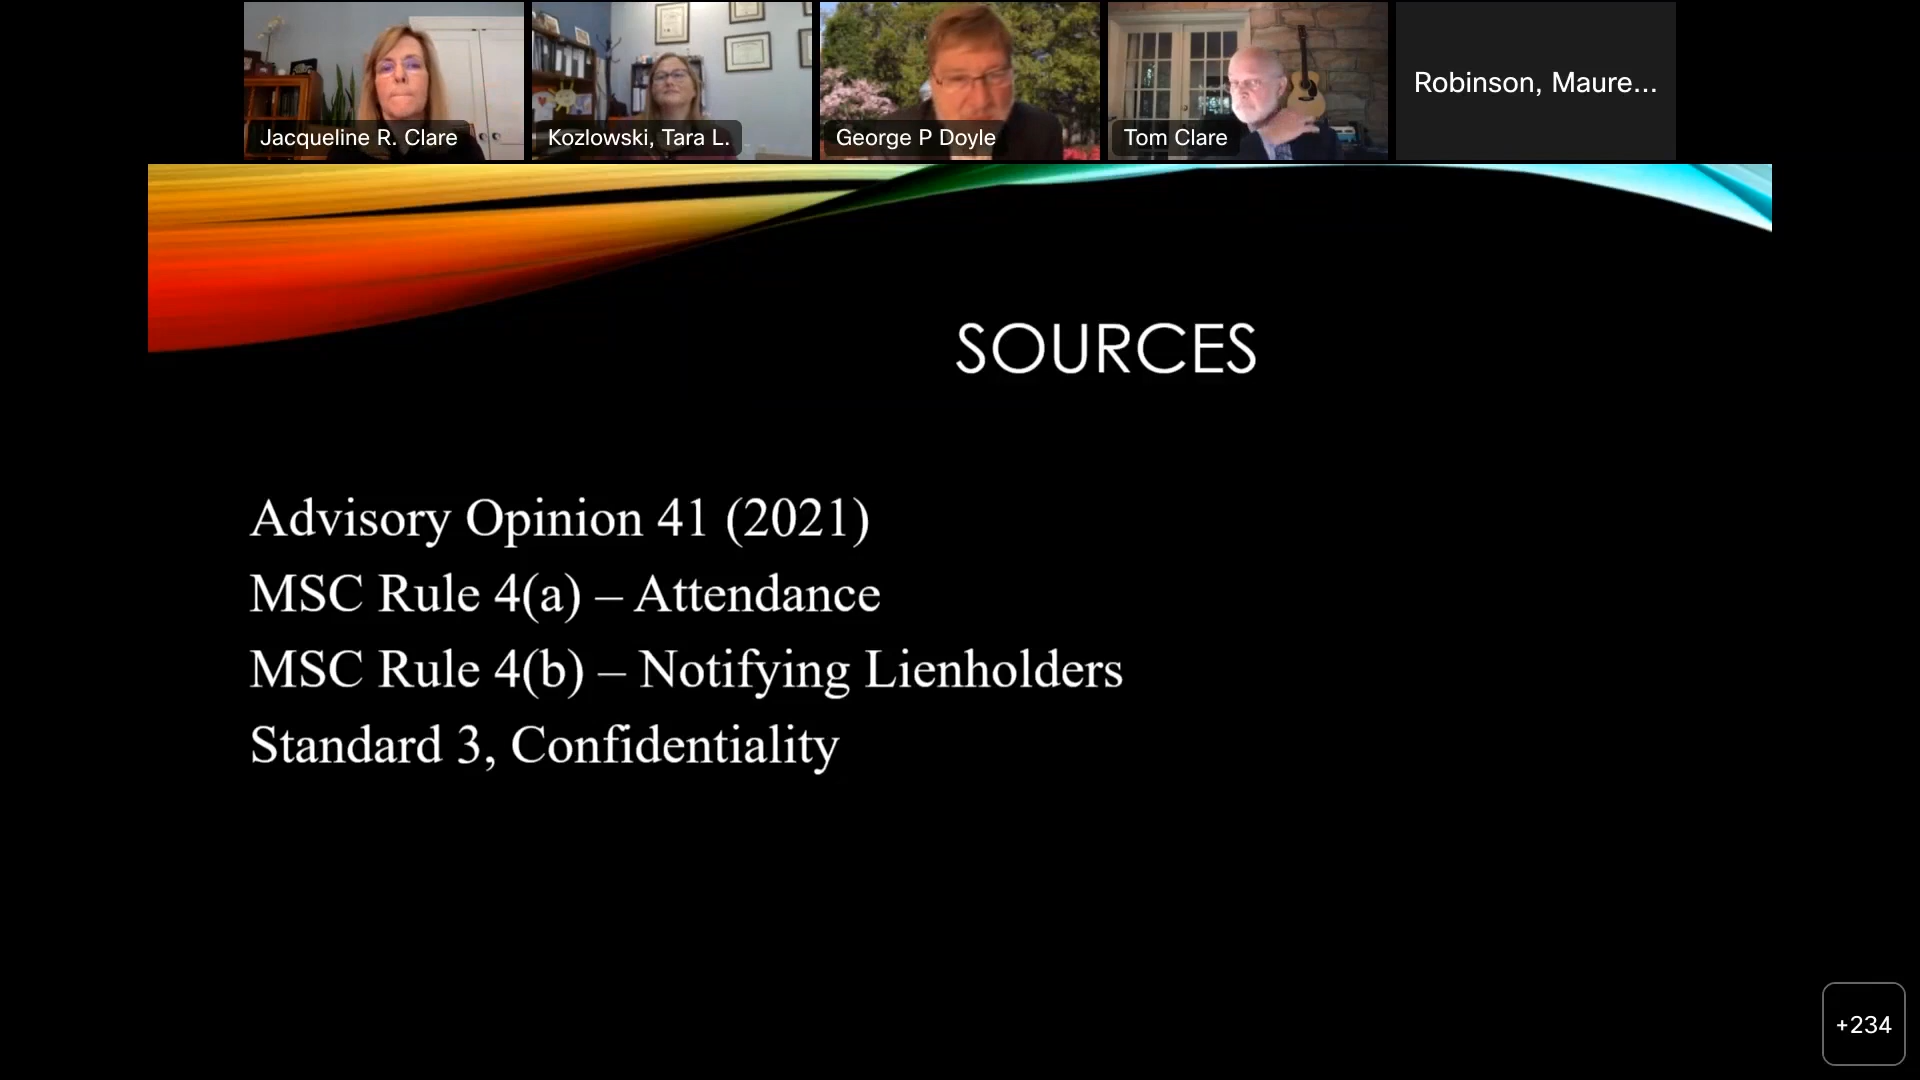 Jacqueline R. Clare
Kozlowski, Tara L.
George P Doyle
Tom Clare
Robinson, Maure...
SOURCES
Advisory Opinion 41 (2021)
MSC Rule 4(a) – Attendance
MSC Rule 4(b) – Notifying Lienholders
Standard 3, Confidentiality
+234